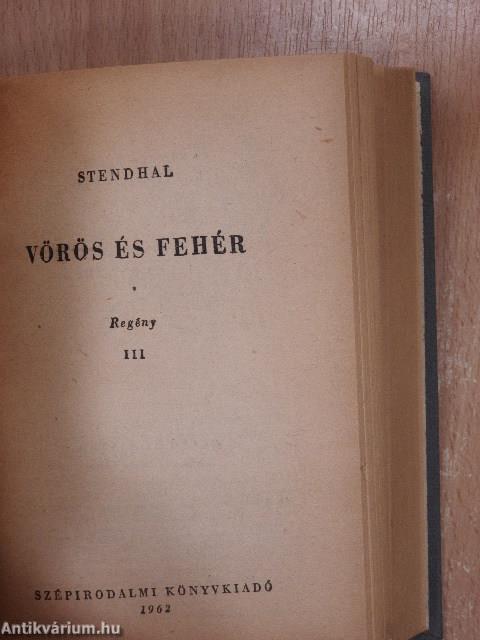 STENDHAL
VÖRÖS ÉS FEHÉR
Regény
III
SZÉPIRODALMI KÖNYVKIADÓ
1962
Antikvárium.hu